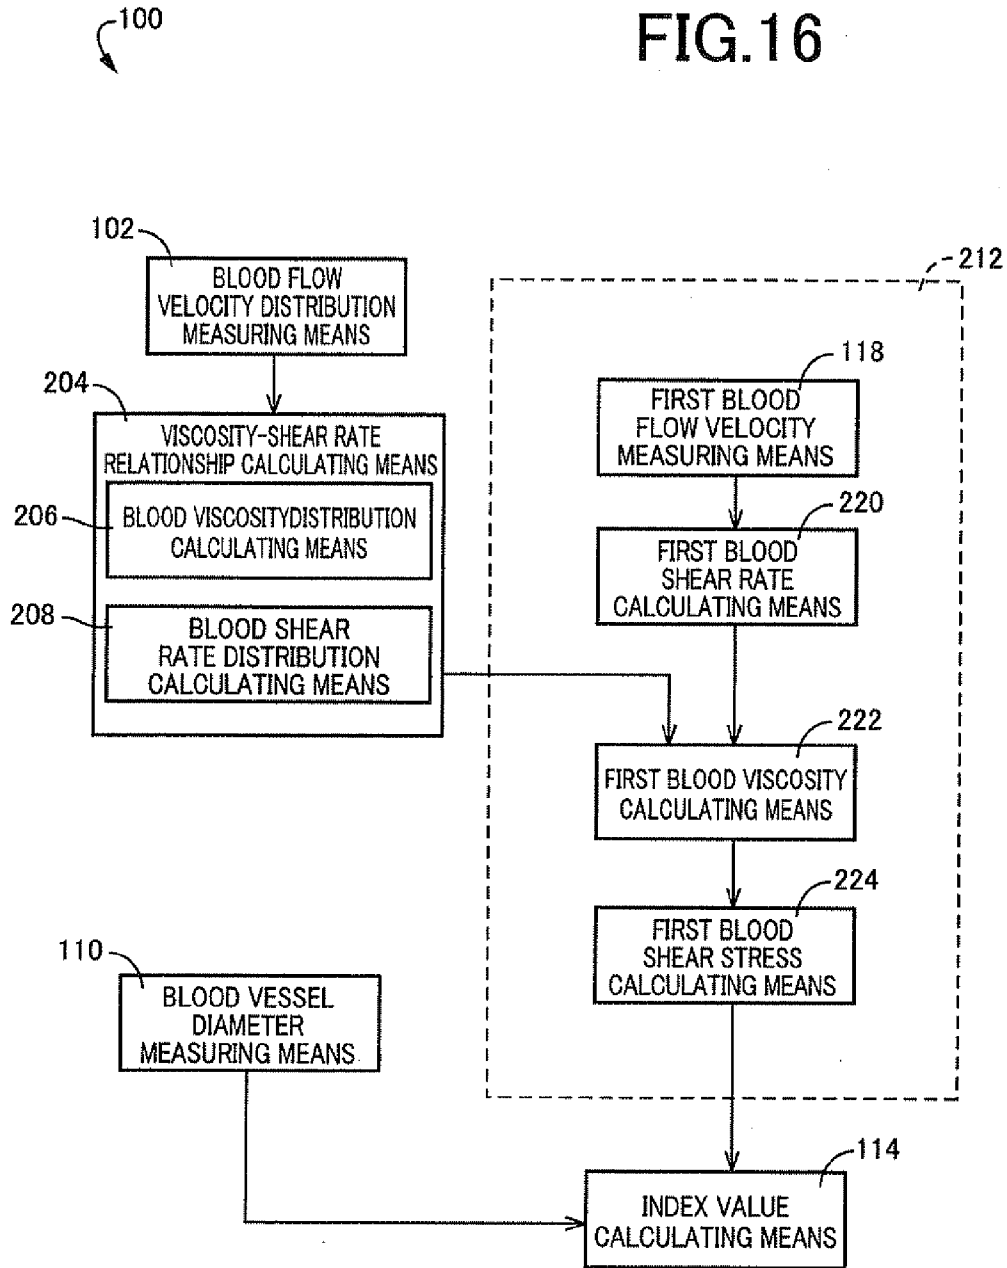 100
FIG.16
102
BLOOD FLOW
VELOCITY DISTRIBUTION
MEASURING MEANS
204
VISCOSITY-SHEAR RATE
RELATIONSHIP CALCULATING MEANS
206
BLOOD VISCOSITYDISTRIBUTION
CALCULATING MEANS
208
BLOOD SHEAR
RATE DISTRIBUTION
CALCULATING MEANS
212
118
FIRST BLOOD
FLOW VELOCITY
MEASURING MEANS
220
FIRST BLOOD
SHEAR RATE
CALCULATING MEANS
222
FIRST BLOOD VISCOSITY
CALCULATING MEANS
224
FIRST BLOOD
SHEAR STRESS
CALCULATING MEANS
110
BLOOD VESSEL
DIAMETER
MEASURING MEANS
114
INDEX VALUE
CALCULATING MEANS